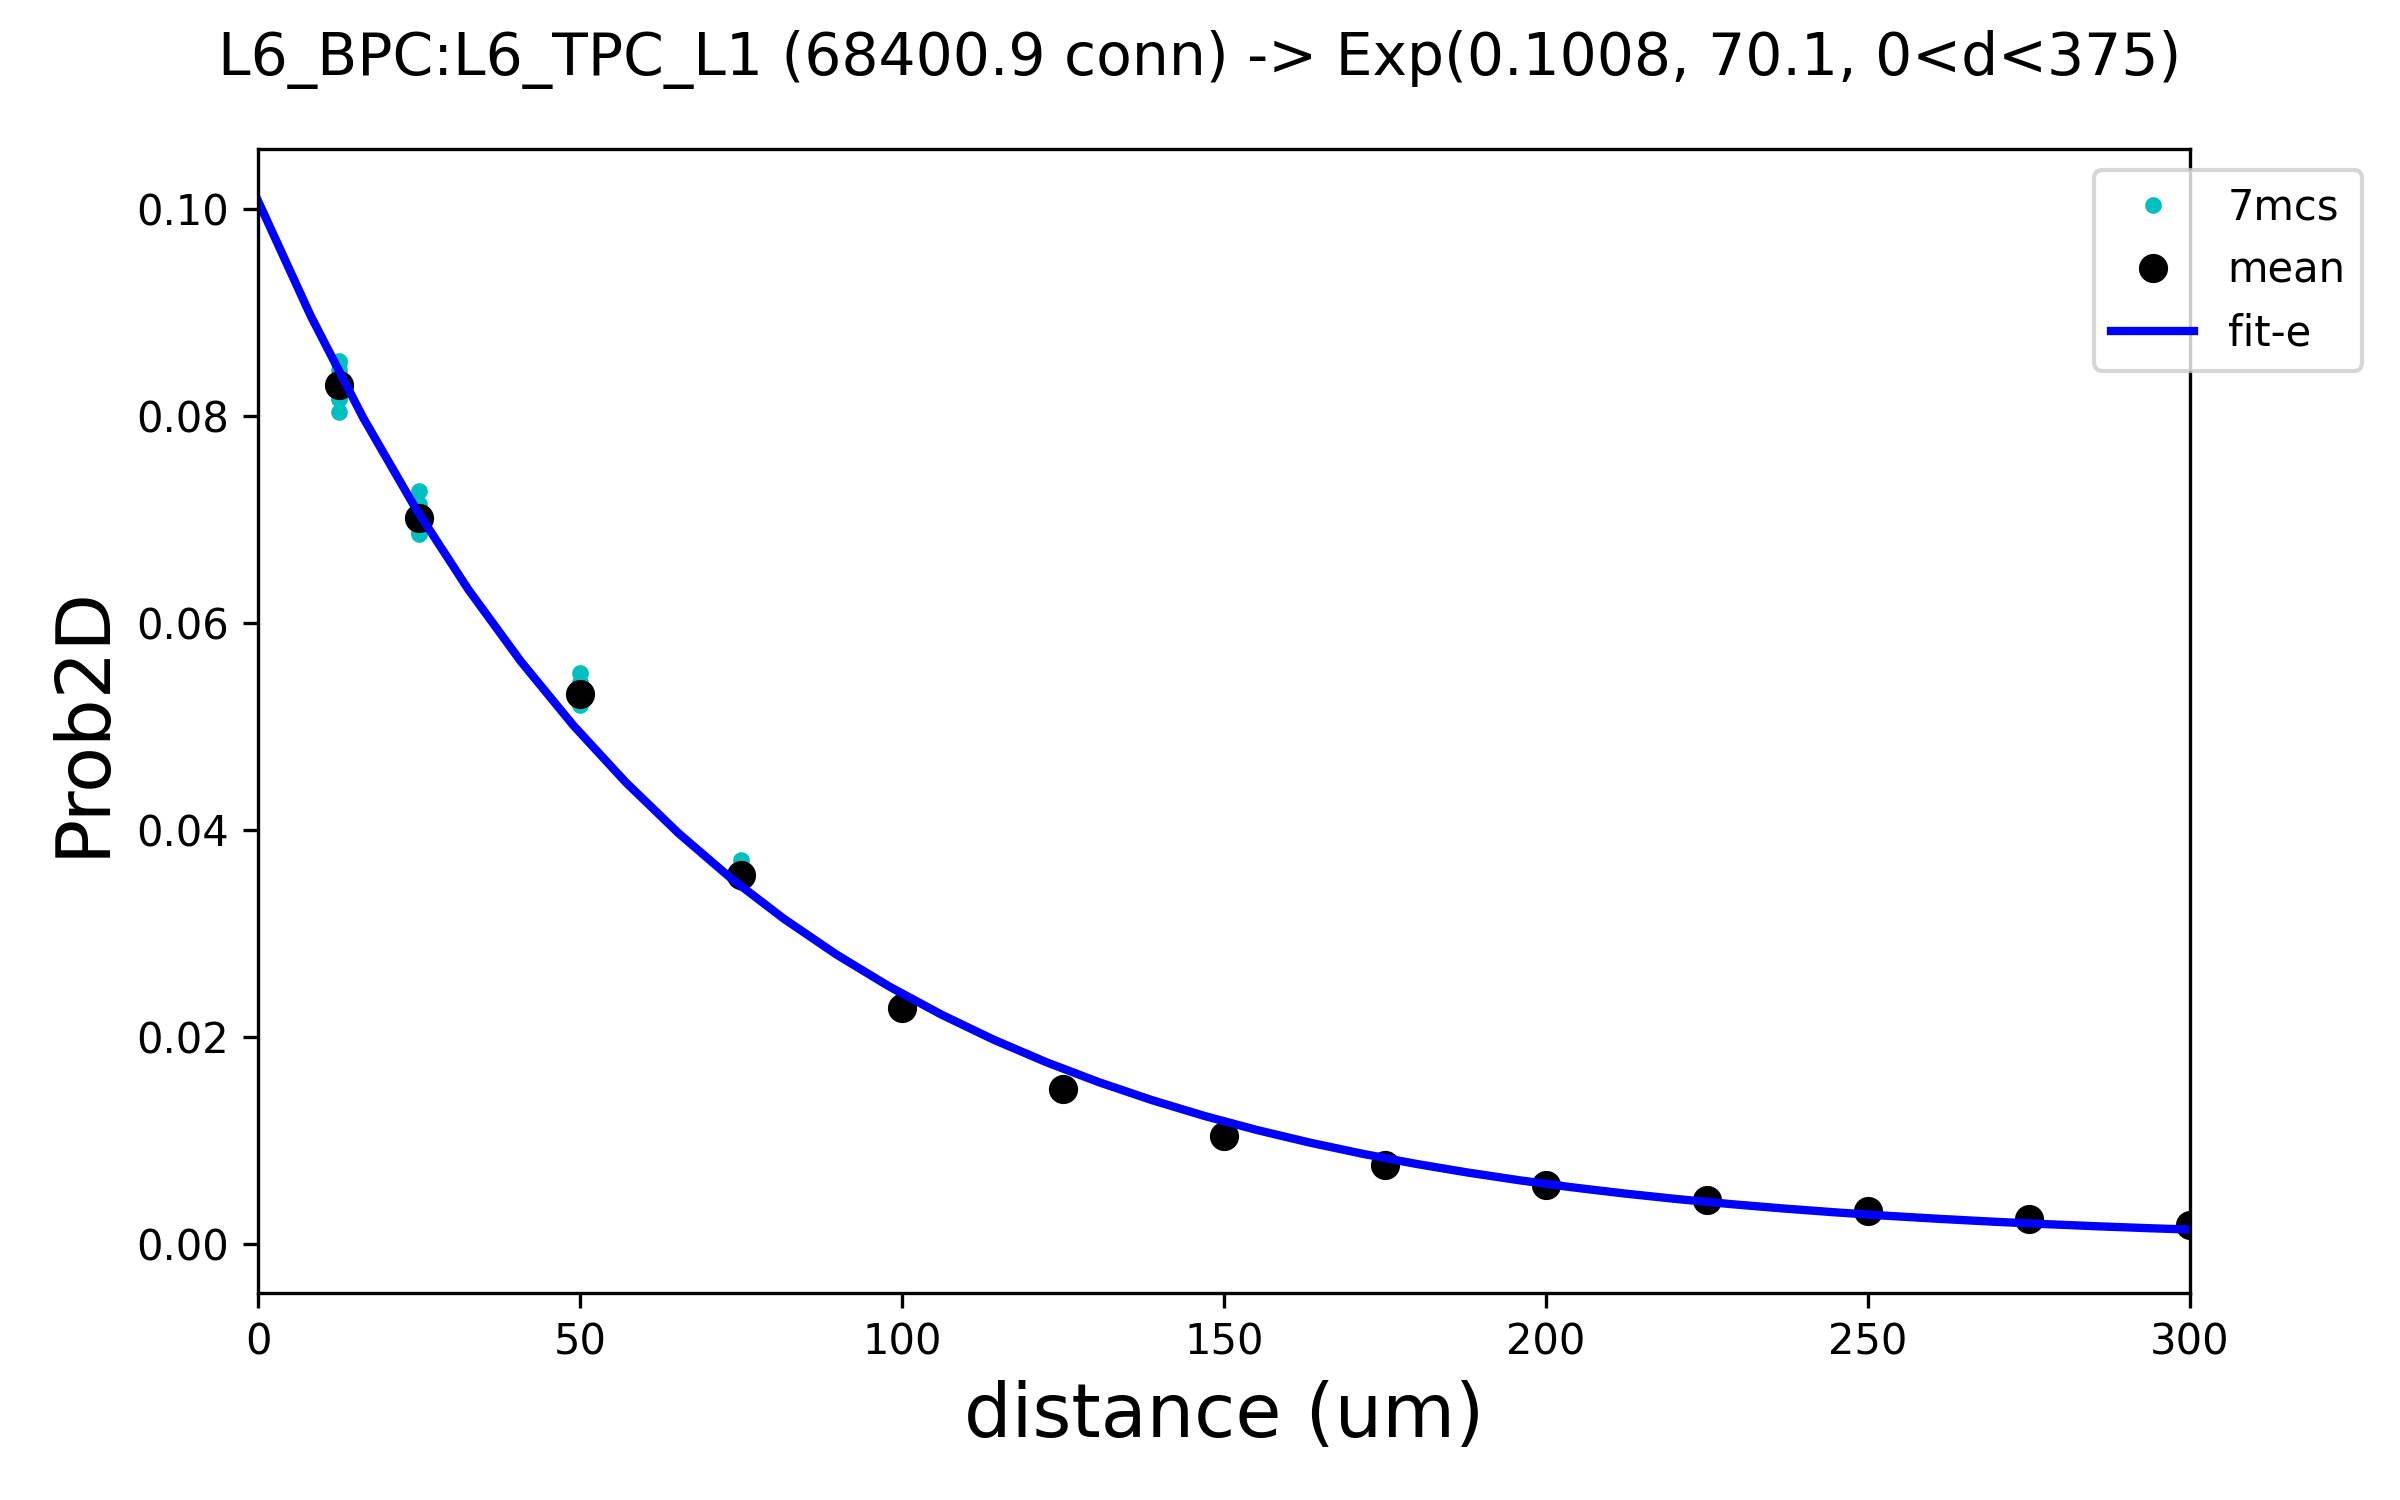 L6_BPC:L6_TPC_L1 (68400.9 conn) -> Exp(0.1008, 70.1, 0<d<375)
7mcs
mean
fit-e
Prob2D
0.10
0.08
0.06
0.04
0.02
0.00
0 50 100 150 200 250 300
distance (um)